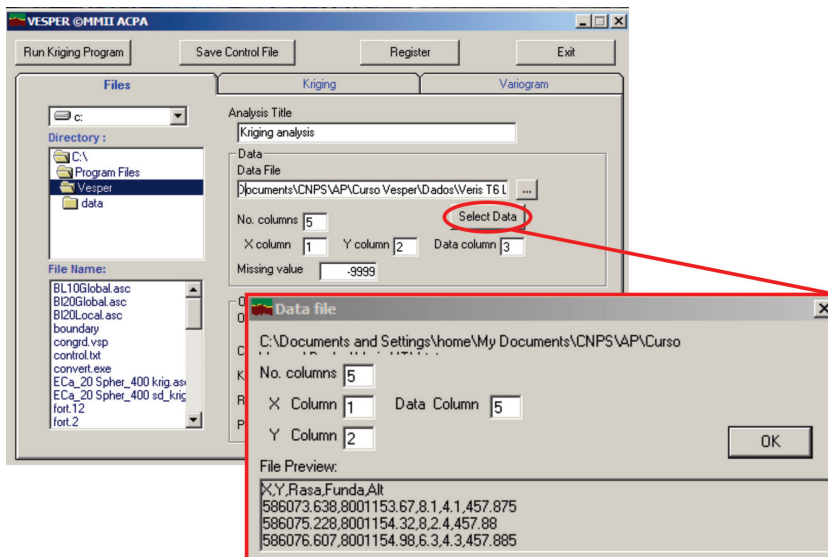 VESPER ©MMII ACPA
Run Kriging Program Save Control File Register Exit
Files Kriging Variogram
c:
Directory :
C:\
Program Files
Vesper
data
File Name:
BL10Global.asc
Bl20Global.asc
Bl20Local.asc
boundary
congrd.vsp
control.txt
convert.exe
ECa_20 Spher_400 krig.as
ECa_20 Spher_400 sd_krig
fort.12
fort.2
Analysis Title
Kriging analysis
Data
Data File
Documents\CNPS\AP\Curso Vesper\Dados\Veris T6 L ...
No. columns 5 Select Data
X column 1 Y column 2 Data column 3
Missing value -9999
Data file
C:\Documents and Settings\home\My Documents\CNPS\AP\Curso
No. columns 5
X Column 1 Data Column 5
Y Column 2
OK
File Preview:
X,Y,Rasa,Funda,Alt
586073.638,8001153.67,8.1,4.1,457.875
586075.228,8001154.32,8,2.4,457.88
586076.607,8001154.98,6.3,4.3,457.885